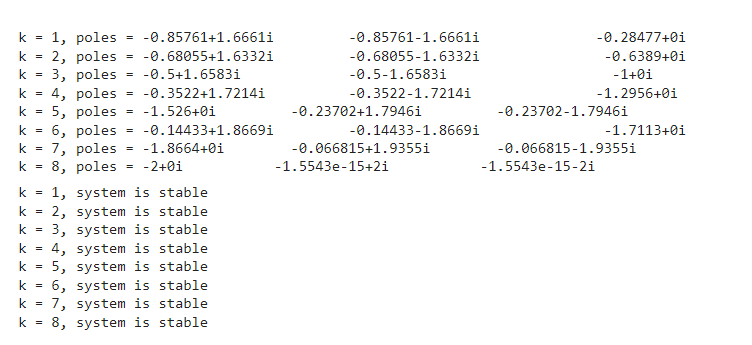 k = 1, poles = -0.85761+1.6661i         -0.85761-1.6661i              -0.28477+0i
k = 2, poles = -0.68055+1.6332i         -0.68055-1.6332i               -0.6389+0i
k = 3, poles = -0.5+1.6583i             -0.5-1.6583i                    -1+0i
k = 4, poles = -0.3522+1.7214i          -0.3522-1.7214i               -1.2956+0i
k = 5, poles = -1.526+0i        -0.23702+1.7946i        -0.23702-1.7946i
k = 6, poles = -0.14433+1.8669i         -0.14433-1.8669i               -1.7113+0i
k = 7, poles = -1.8664+0i       -0.066815+1.9355i       -0.066815-1.9355i
k = 8, poles = -2+0i          -1.5543e-15+2i          -1.5543e-15-2i
k = 1, system is stable
k = 2, system is stable
k = 3, system is stable
k = 4, system is stable
k = 5, system is stable
k = 6, system is stable
k = 7, system is stable
k = 8, system is stable